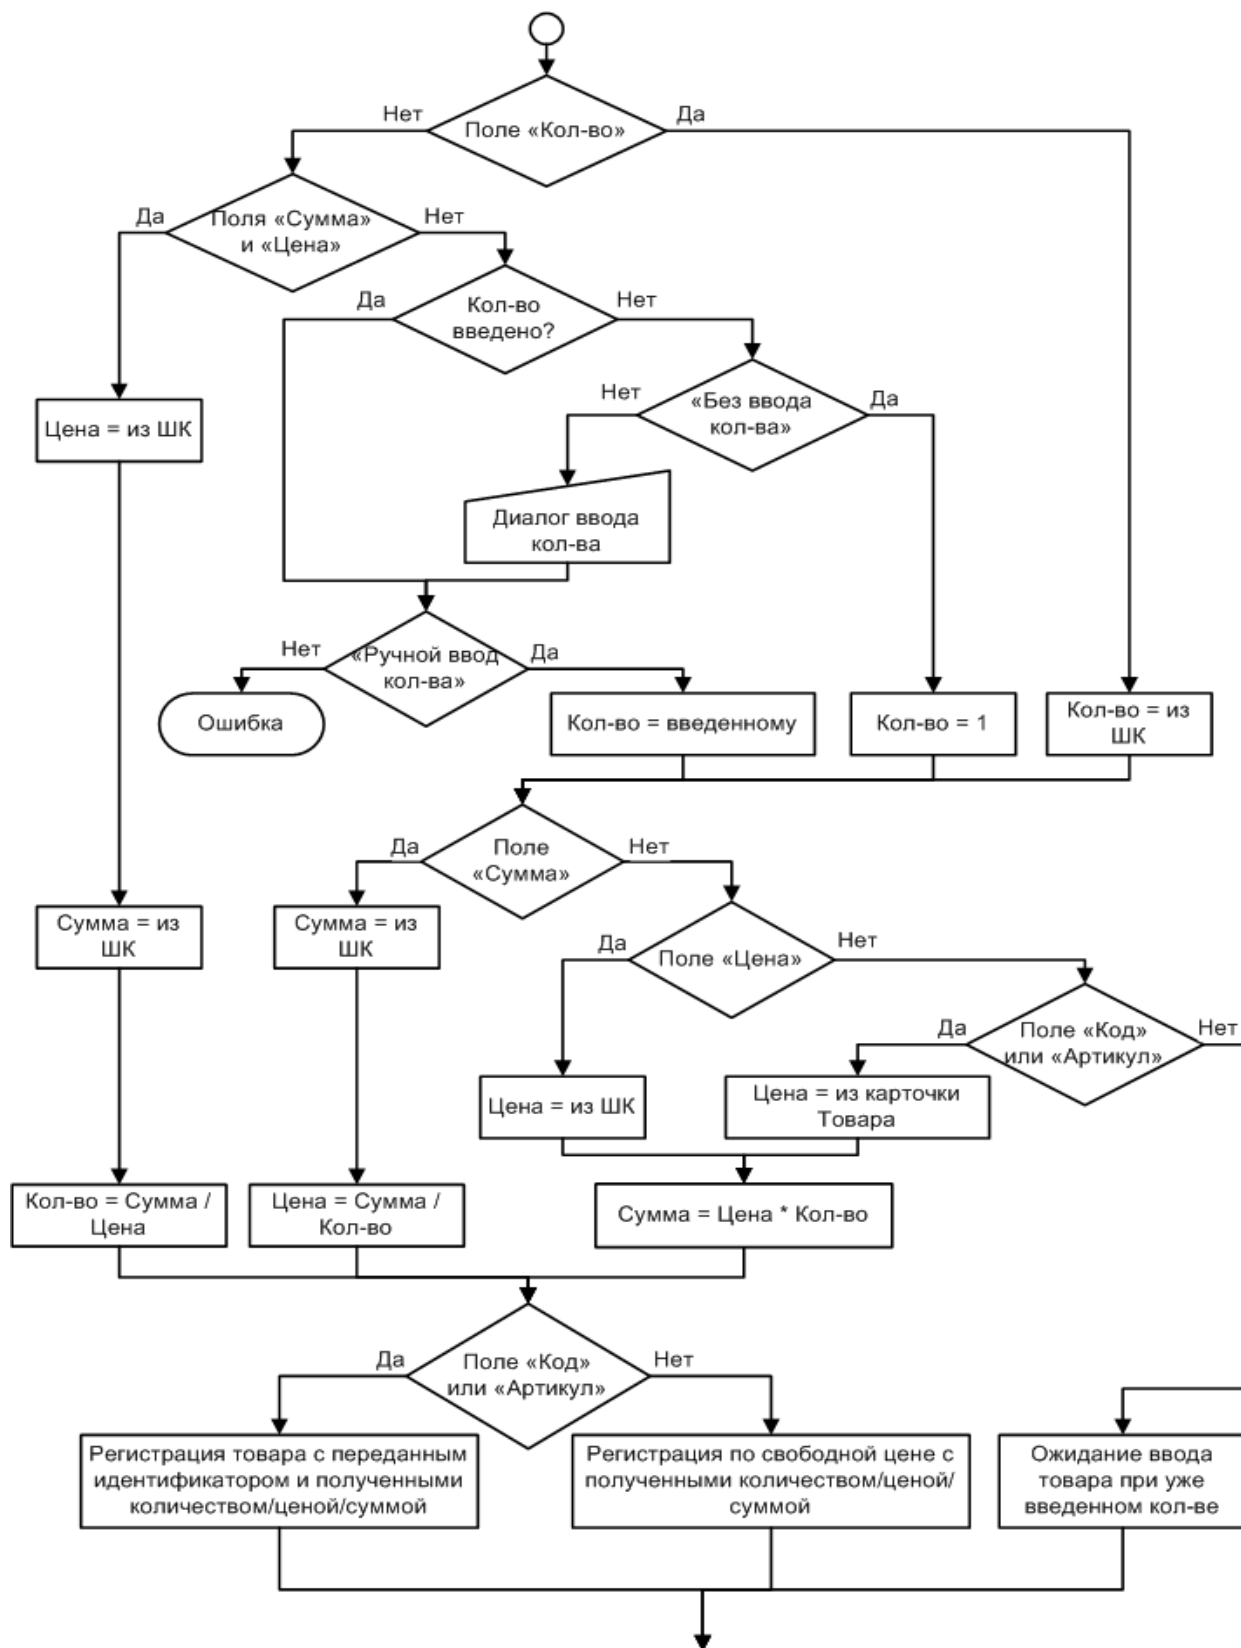 Нет
Да
Поле «Кол-во»
Да
Поля «Сумма»
и «Цена»
Нет
Да
Кол-во
введено?
Нет
Нет
«Без ввода
кол-ва»
Да
Цена = из ШК
Диалог ввода
кол-ва
Нет
«Ручной ввод
кол-ва»
Да
Ошибка
Кол-во = введенному
Кол-во = 1
Кол-во = из
ШК
Да
Поле
«Сумма»
Нет
Сумма = из
ШК
Сумма = из
ШК
Да
Поле «Цена»
Нет
Да
Поле «Код»
или «Артикул»
Нет
Цена = из ШК
Цена = из карточки
Товара
Кол-во = Сумма /
Цена
Цена = Сумма /
Кол-во
Сумма = Цена * Кол-во
Да
Поле «Код»
или «Артикул»
Нет
Регистрация товара с переданным
идентификатором и полученными
количеством/ценой/суммой
Регистрация по свободной цене с
полученными количеством/ценой/
суммой
Ожидание ввода
товара при уже
введенном кол-ве